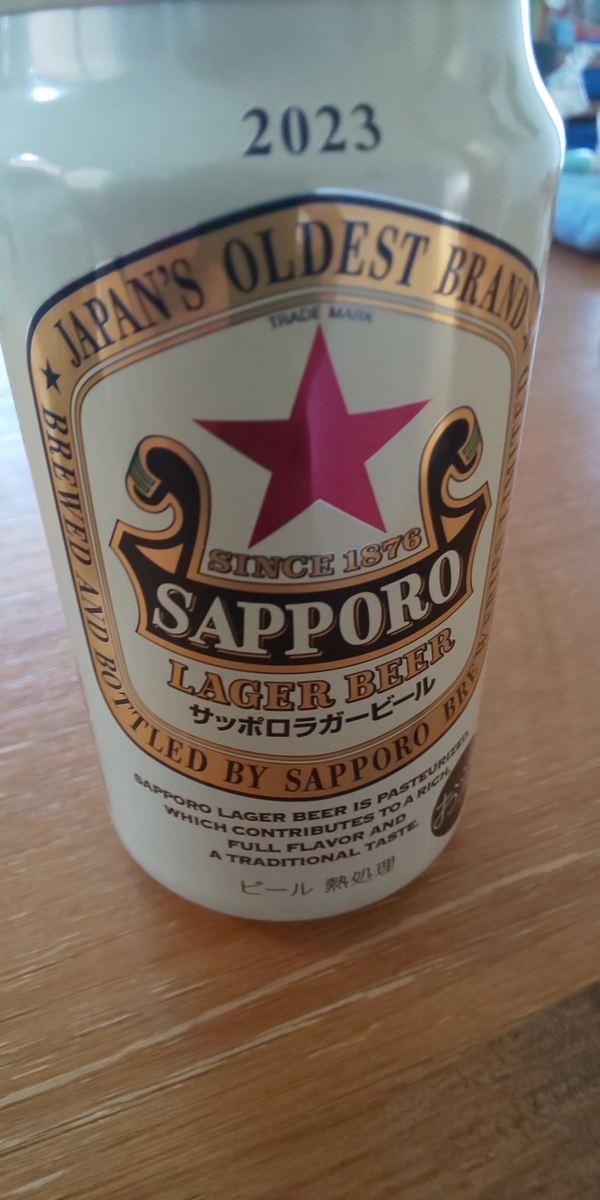 2023
JAPAN'S OLDEST BRAND
TRADE MARK
SINCE 1876
SAPPORO
LAGER BEER
サッポロラガービール
BREWED AND BOTTLED BY SAPPORO
SAPPORO LAGER BEER IS PASTEURIZED,
WHICH CONTRIBUTES TO A RICH,
FULL FLAVOR AND
A TRADITIONAL TASTE.
ビール 熱処理